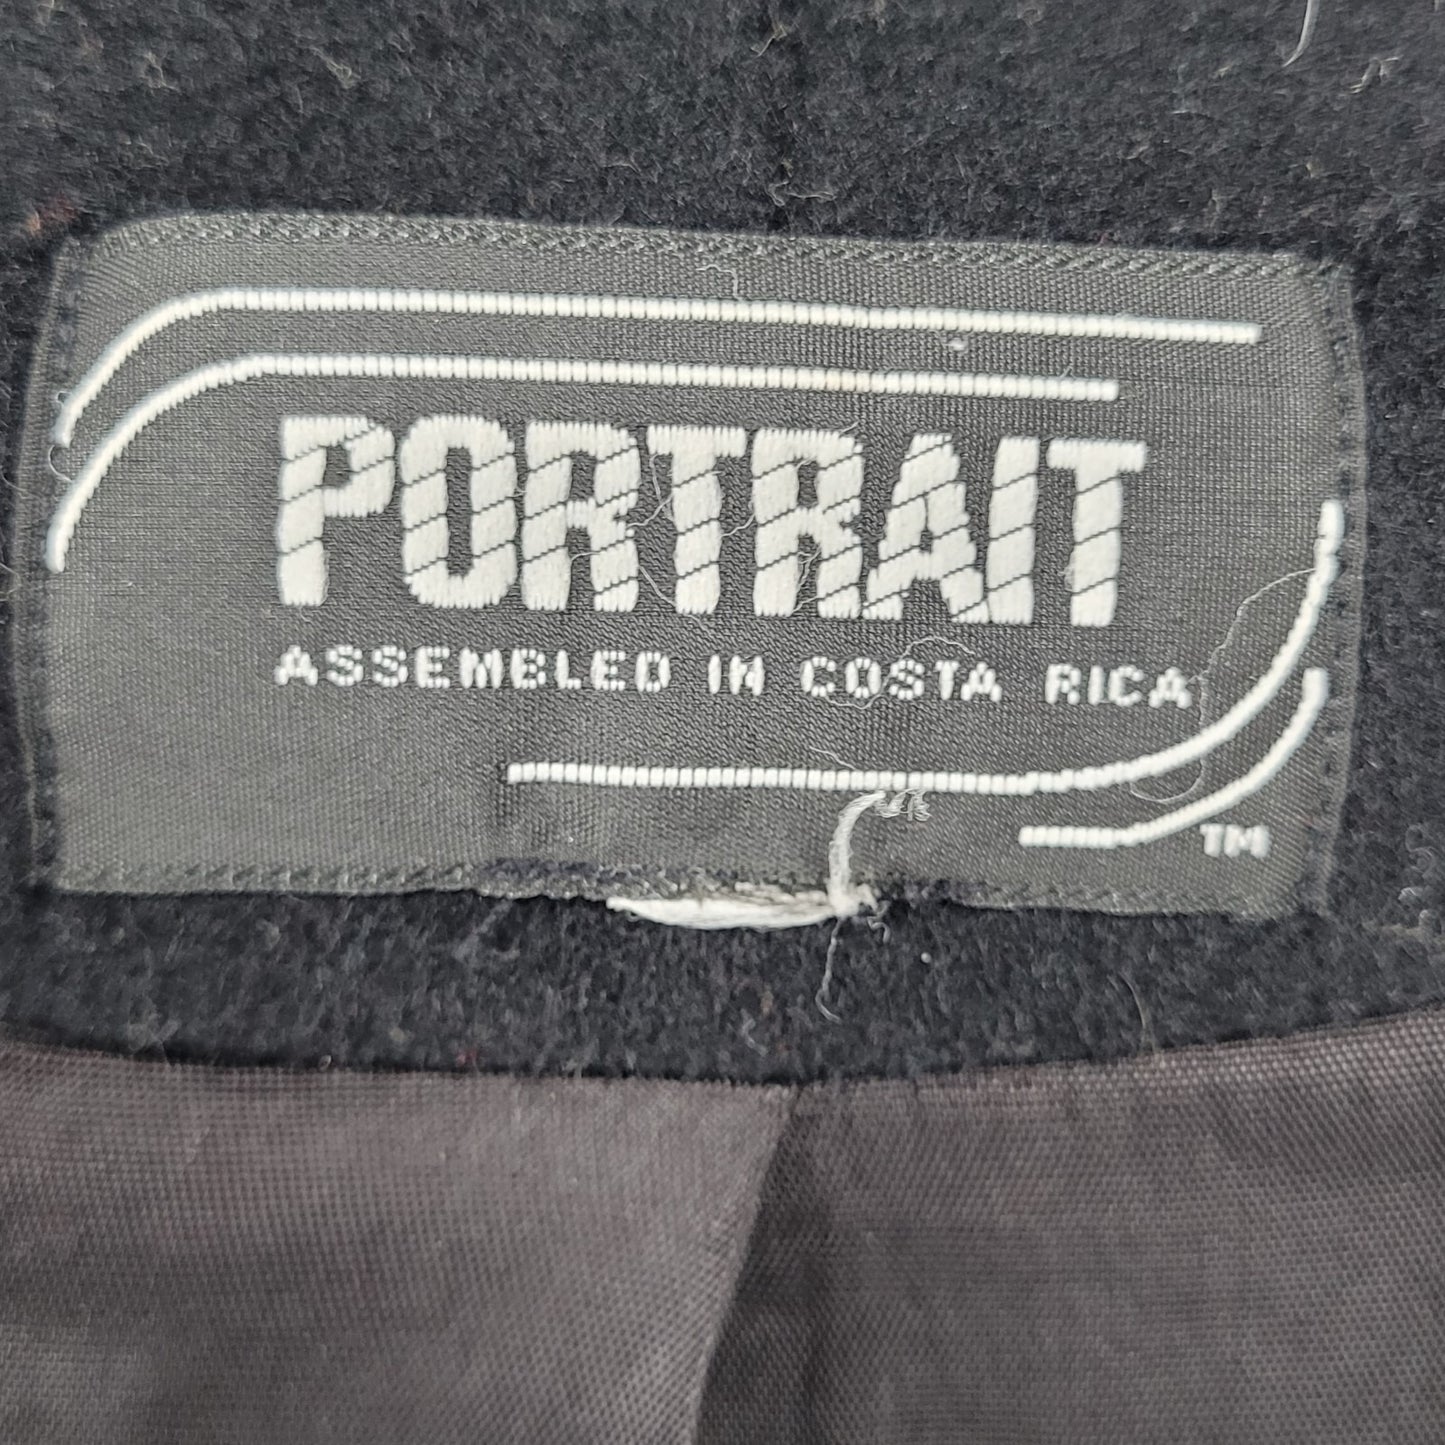 PORTRAIT
ASSEMBLED IN COSTA RICA
TM